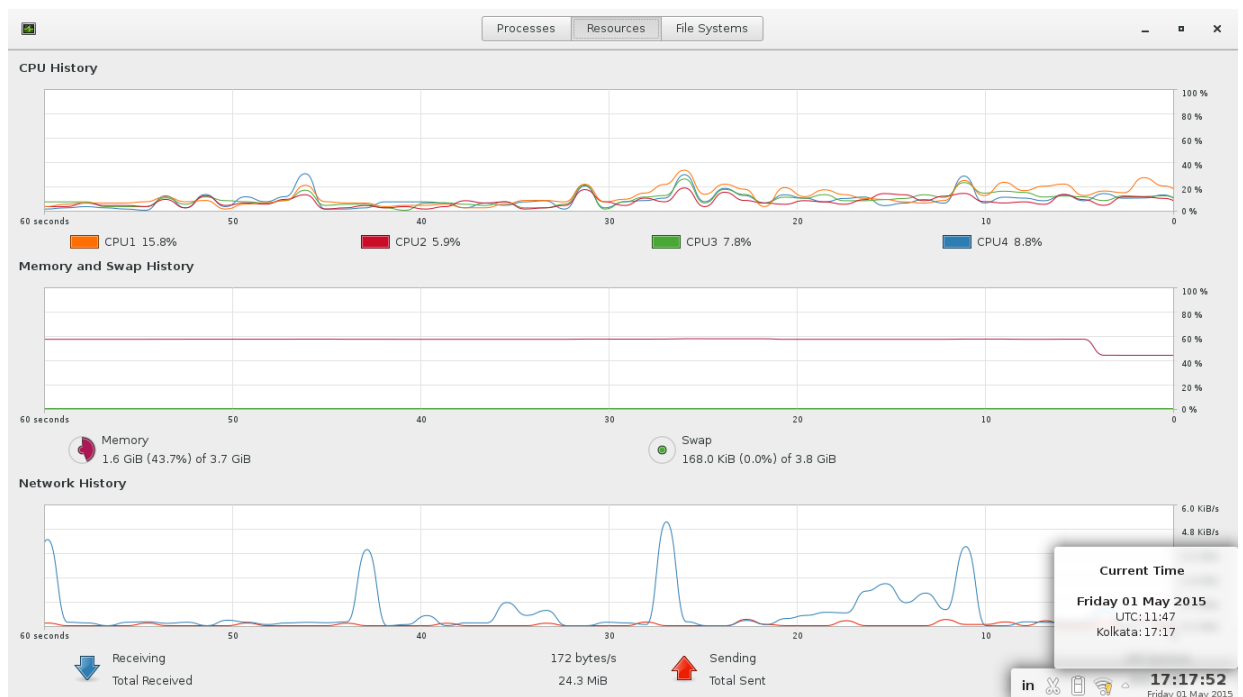 Processes Resources File Systems
CPU History
100 %
80 %
60 %
40 %
20 %
0 %
60 seconds 50 40 30 20 10 0
CPU1 15.8% CPU2 5.9% CPU3 7.8% CPU4 8.8%
Memory and Swap History
100 %
80 %
60 %
40 %
20 %
0 %
60 seconds 50 40 30 20 10 0
Memory
1.6 GiB (43.7%) of 3.7 GiB
Swap
168.0 KiB (0.0%) of 3.8 GiB
Network History
6.0 KiB/s
4.8 KiB/s
60 seconds 50 40 30 20 10
Receiving 172 bytes/s
Total Received 24.3 MiB
Sending
Total Sent
Current Time
Friday 01 May 2015
UTC: 11:47
Kolkata: 17:17
in 17:17:52
Friday 01 May 2015